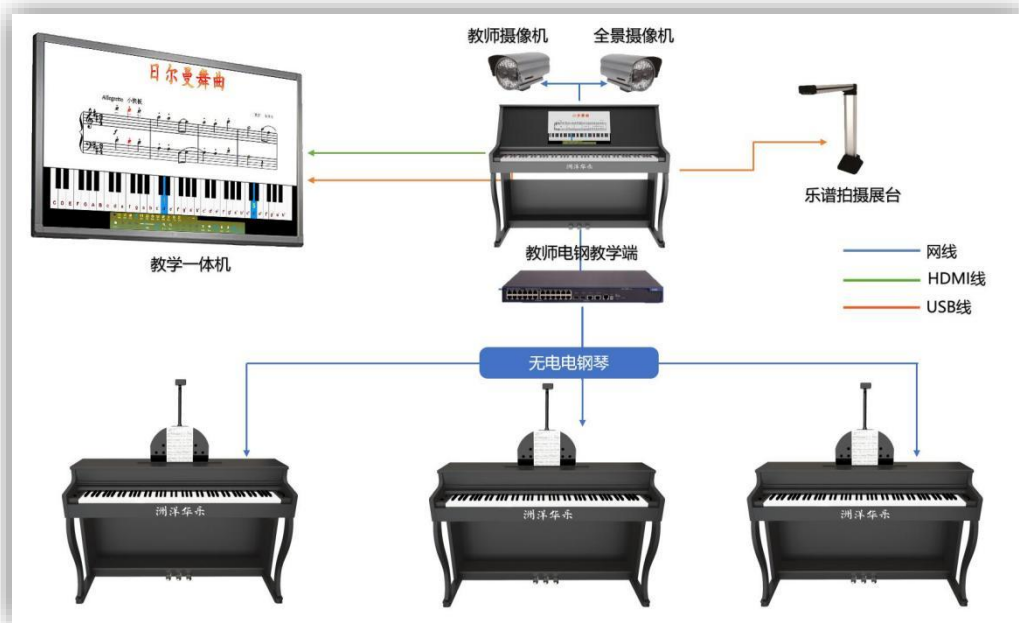 教师摄像机
全景摄像机
日尔曼舞曲
Allegretto 小快板
洲洋华乐
乐谱拍摄展台
教学一体机
教师电钢教学端
网线
HDMI线
USB线
无电电钢琴
洲洋华乐
洲洋华乐
洲洋华乐